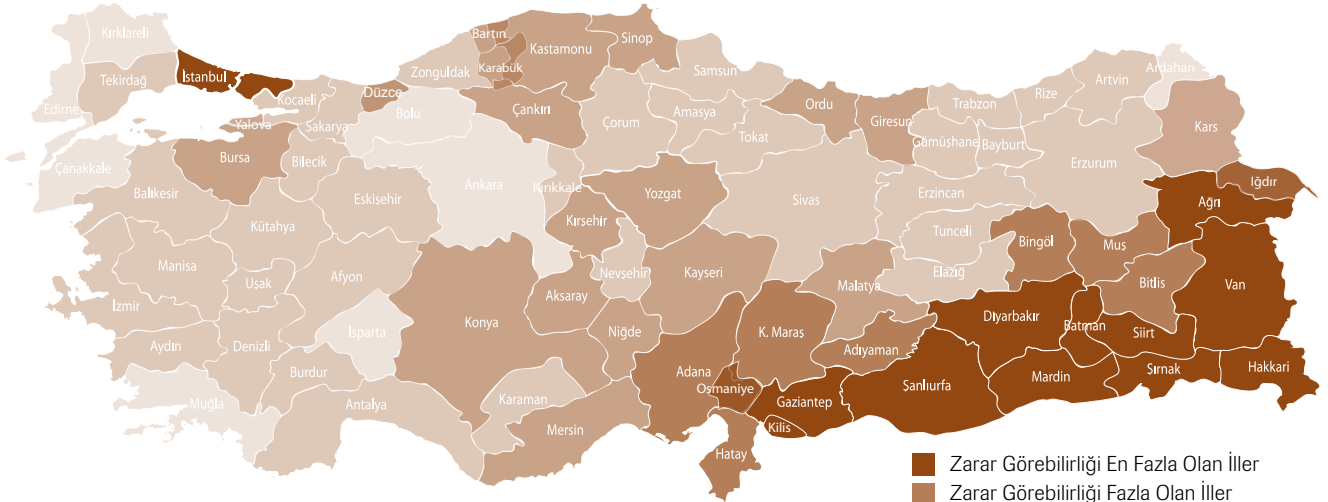 Kırklareli
Edirne
Tekirdağ
İstanbul
Kocaeli
Yalova
Sakarya
Düzce
Zonguldak
Bartın
Karabük
Kastamonu
Sinop
Samsun
Ordu
Giresun
Trabzon
Rize
Artvin
Ardahan
Kars
Iğdır
Ağrı
Çanakkale
Balıkesir
Bursa
Bilecik
Bolu
Çankırı
Çorum
Amasya
Tokat
Gümüşhane
Bayburt
Erzurum
Erzincan
Kütahya
Eskişehir
Ankara
Kırıkkale
Kırşehir
Yozgat
Sivas
Tunceli
Bingöl
Muş
Bitlis
Van
Manisa
Uşak
Afyon
İzmir
Aydın
Denizli
Isparta
Burdur
Muğla
Antalya
Konya
Aksaray
Nevşehir
Niğde
Kayseri
Malatya
Elazığ
Diyarbakır
Batman
Siirt
Şırnak
Hakkari
Karaman
Mersin
Adana
K. Maraş
Osmaniye
Adıyaman
Gaziantep
Kilis
Hatay
Şanlıurfa
Mardin
Zarar Görebilirliği En Fazla Olan İller
Zarar Görebilirliği Fazla Olan İller